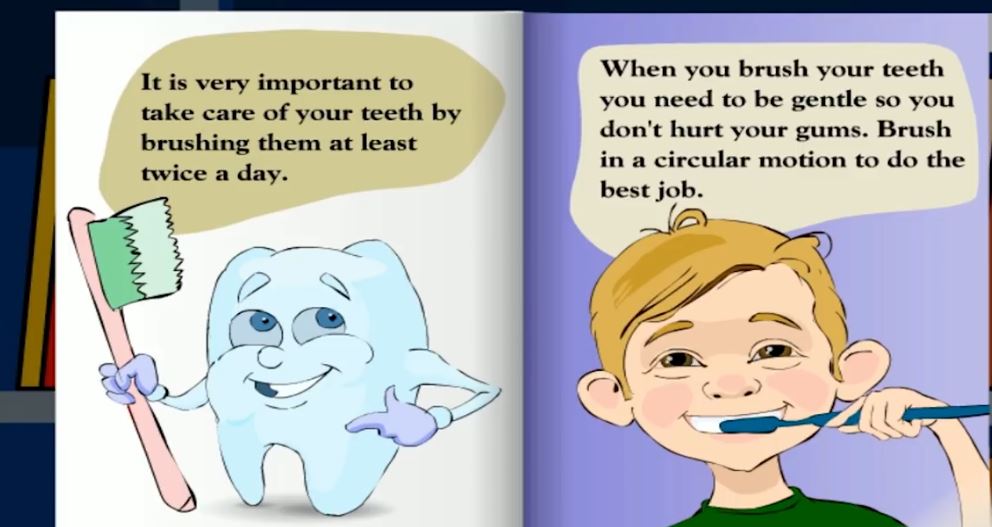 It is very important to
take care of your teeth by
brushing them at least
twice a day.
When you brush your teeth
you need to be gentle so you
don't hurt your gums. Brush
in a circular motion to do the
best job.